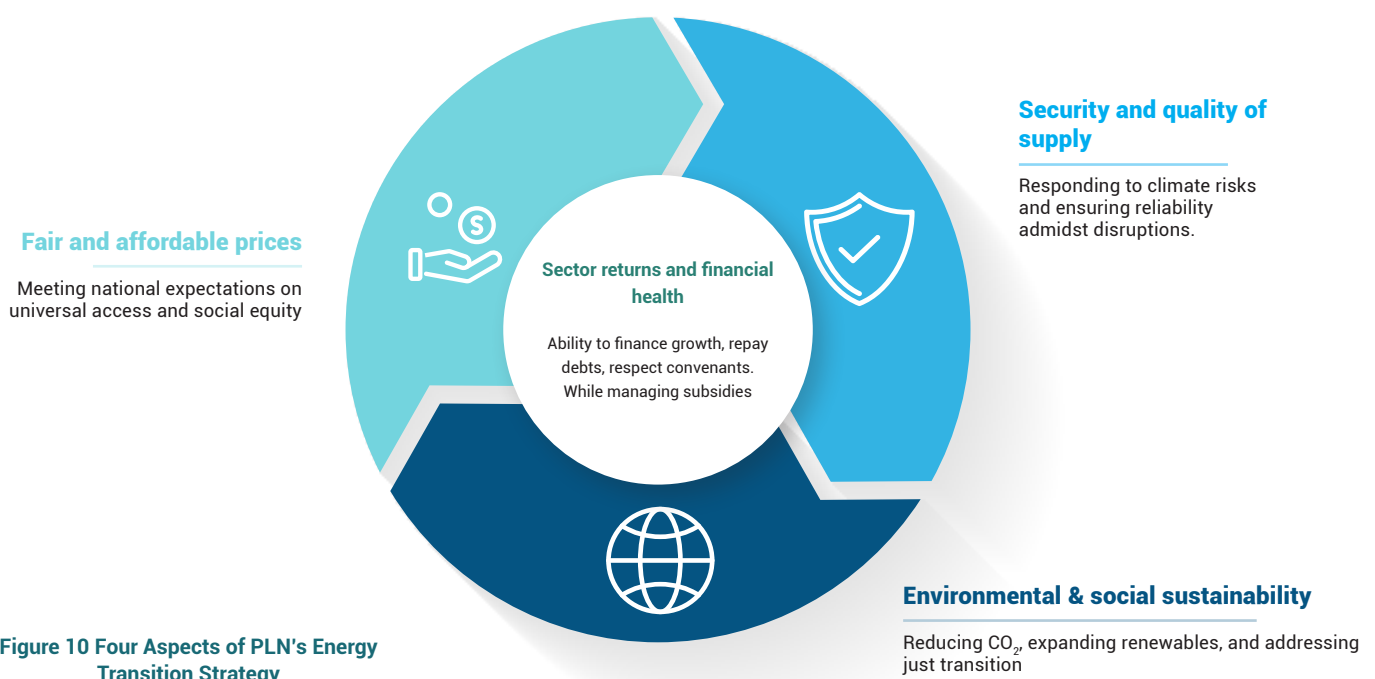 Security and quality of
supply
Responding to climate risks
and ensuring reliability
admidst disruptions.
Fair and affordable prices
Meeting national expectations on
universal access and social equity
$
Sector returns and financial
health
Ability to finance growth, repay
debts, respect convenants.
While managing subsidies
Environmental & social sustainability
Reducing CO₂, expanding renewables, and addressing
just transition
Figure 10 Four Aspects of PLN's Energy
Transition Strategy